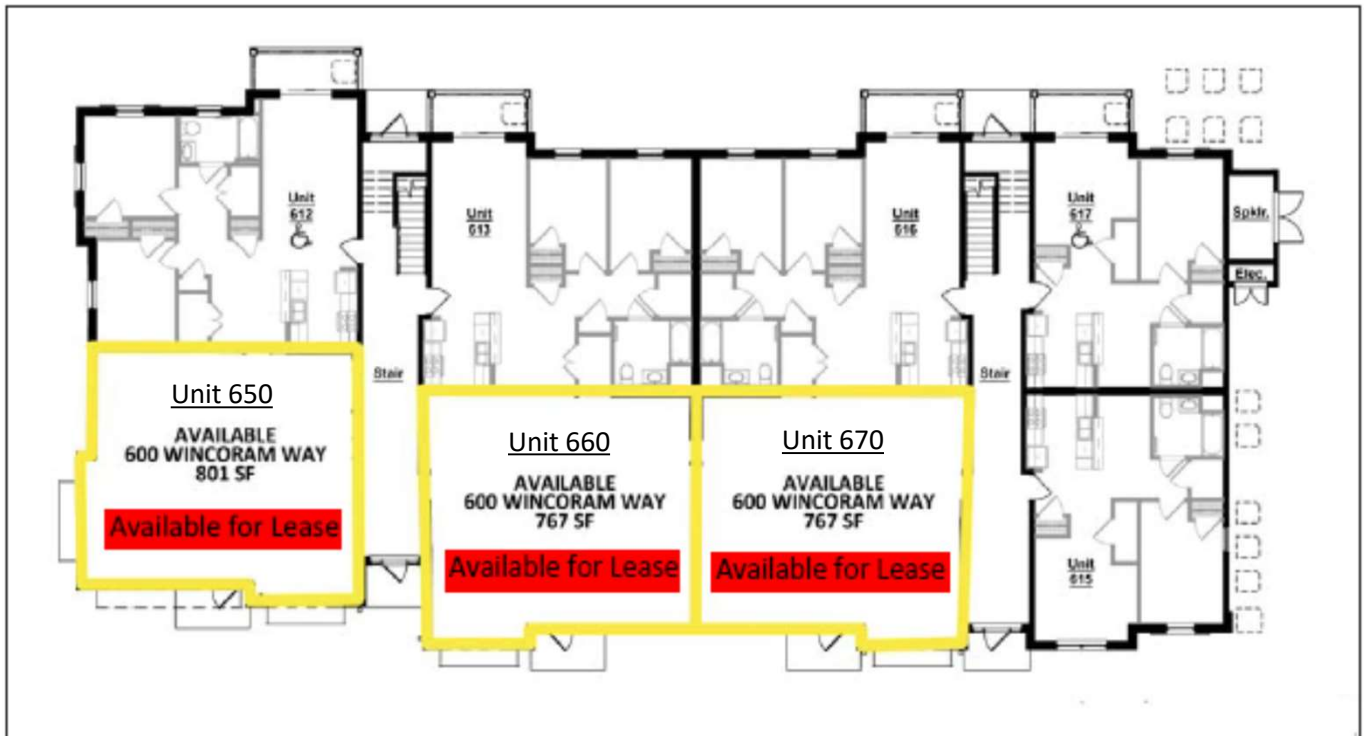 Unit
612
Unit
613
Unit
616
Unit
617
Spklr.
Elec.
Stair
Stair
Unit 650
AVAILABLE
600 WINCORAM WAY
801 SF
Available for Lease
Unit 660
AVAILABLE
600 WINCORAM WAY
767 SF
Available for Lease
Unit 670
AVAILABLE
600 WINCORAM WAY
767 SF
Available for Lease
Unit
615